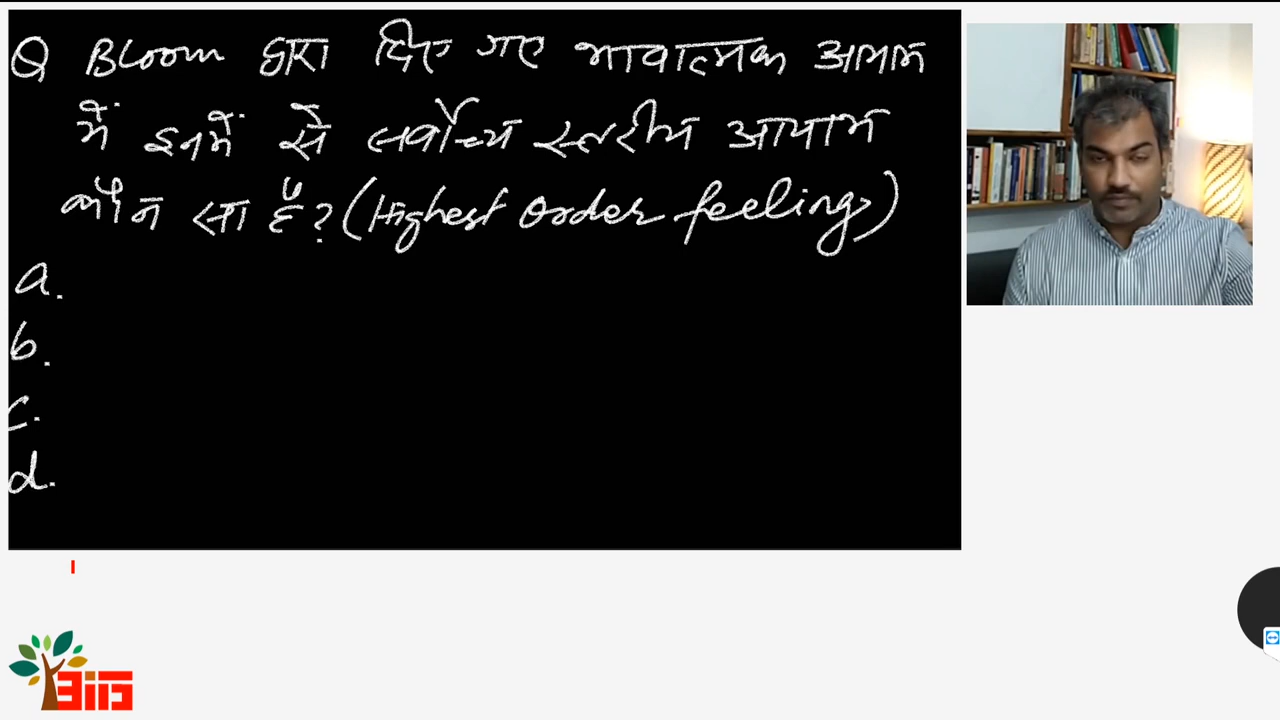 Q Bloom द्वारा दिए गए भावात्मक आयाम
में इनमें से सर्वोच्च स्तरीय आयाम
कौन सा है? (Highest Order feeling)
a.
b.
c.
d.